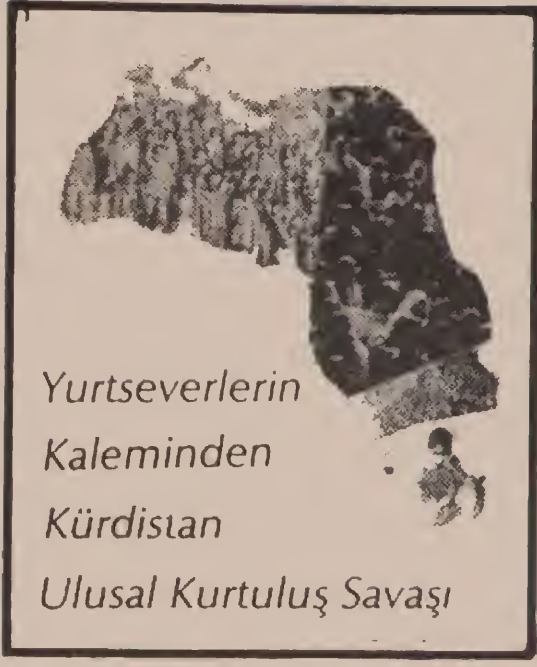 Yurtseverlerin
Kaleminden
Kürdistan
Ulusal Kurtuluş Savaşı